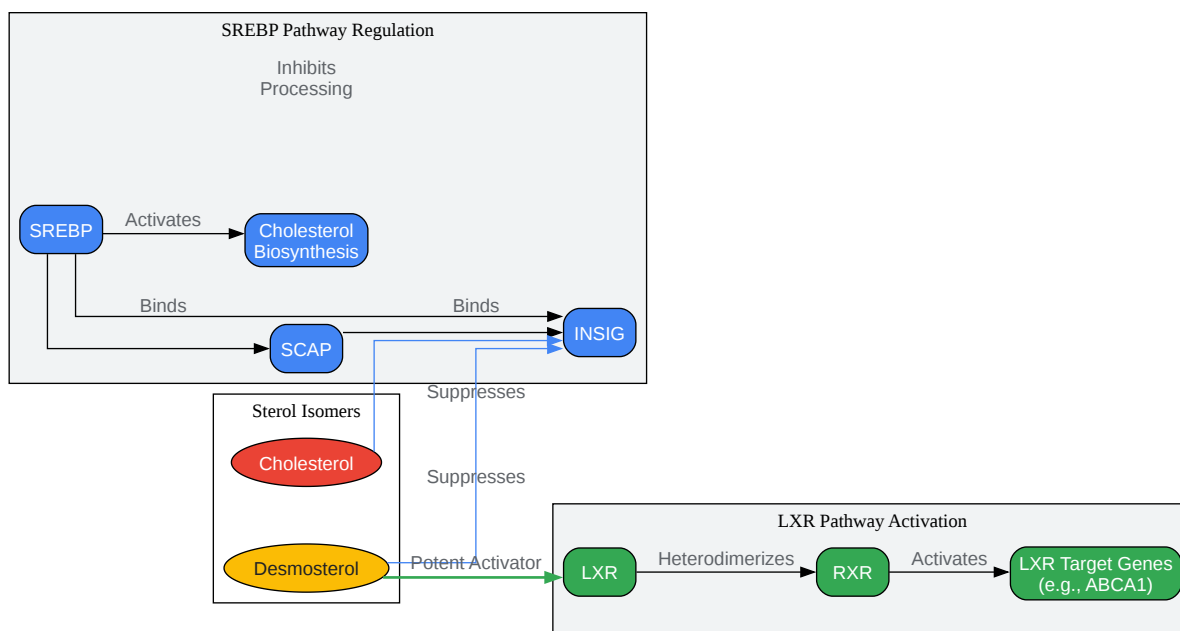 SREBP Pathway Regulation
Inhibits
Processing
SREBP
Activates
Cholesterol
Biosynthesis
Binds
Binds
SCAP
INSIG
Suppresses
Sterol Isomers
Cholesterol
Suppresses
Desmosterol
Potent Activator
LXR Pathway Activation
LXR
Heterodimerizes
RXR
Activates
LXR Target Genes
(e.g., ABCA1)